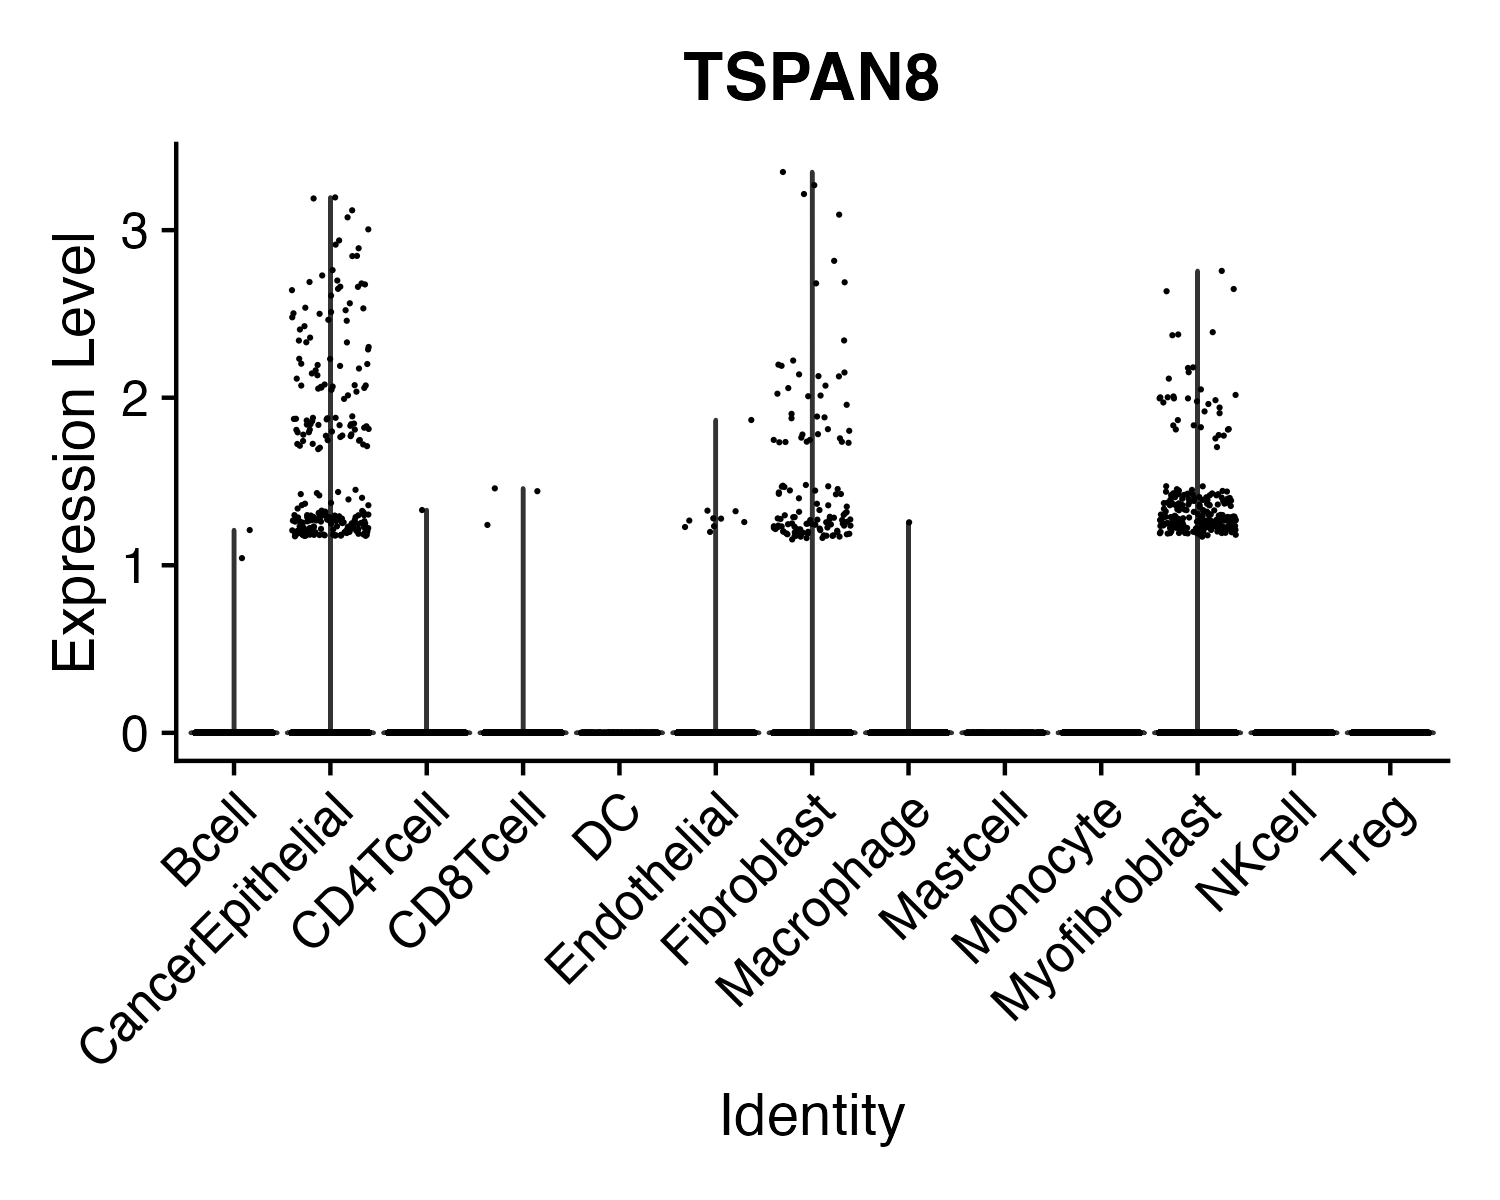 TSPAN8
Expression Level
3
2
1
0
Bcell
CancerEpithelial
CD4Tcell
CD8Tcell
DC
Endothelial
Fibroblast
Macrophage
Mastcell
Monocyte
Myofibroblast
NKcell
Treg
Identity